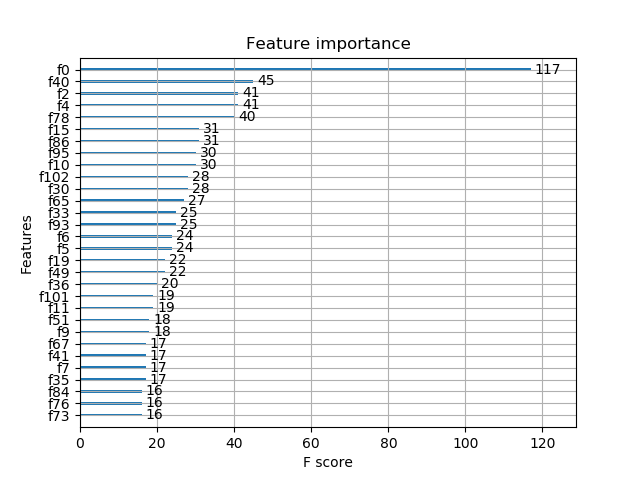 Feature importance
f0 117
f40 45
f2 41
f4 41
f78 40
f15 31
f86 31
f95 30
f10 30
f102 28
f30 28
f65 27
f33 25
f93 25
f6 24
f5 24
f19 22
f49 22
f36 20
f101 19
f11 19
f51 18
f9 18
f67 17
f41 17
f7 17
f35 17
f84 16
f76 16
f73 16
Features
0 20 40 60 80 100 120
F score